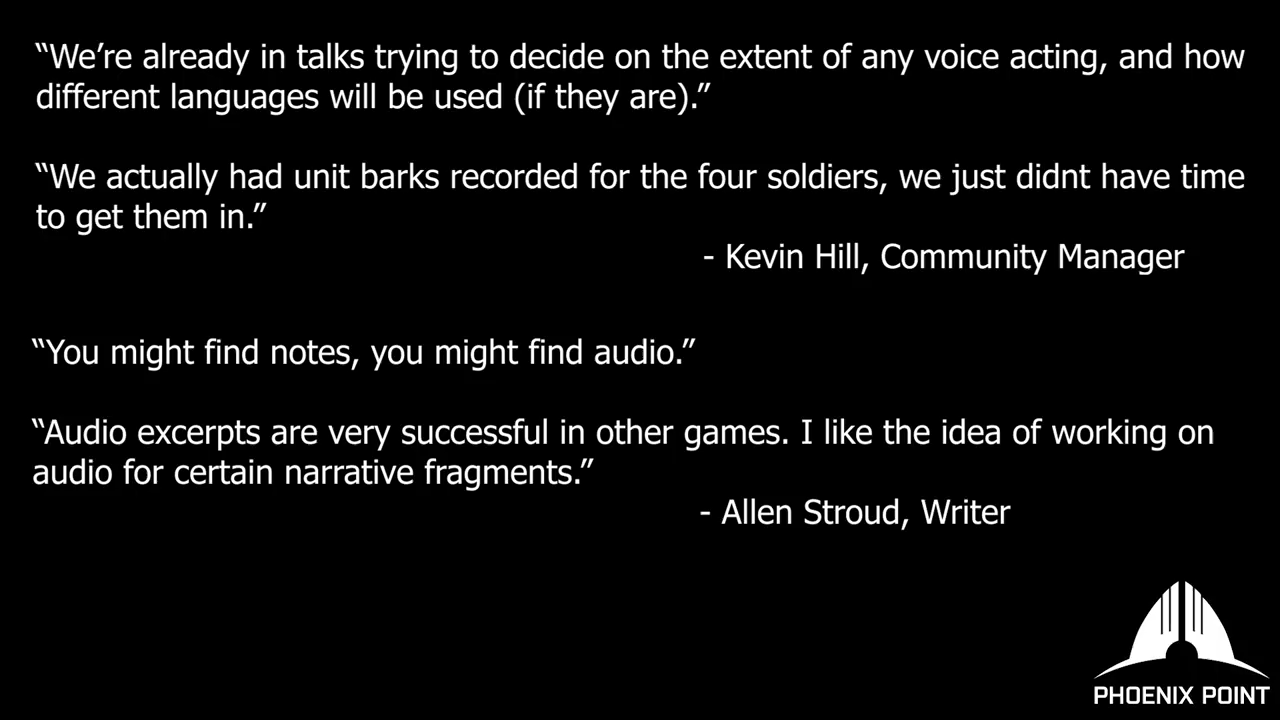 “We’re already in talks trying to decide on the extent of any voice acting, and how
different languages will be used (if they are).”
“We actually had unit barks recorded for the four soldiers, we just didnt have time
to get them in.”
- Kevin Hill, Community Manager
“You might find notes, you might find audio.”
“Audio excerpts are very successful in other games. I like the idea of working on
audio for certain narrative fragments.”
- Allen Stroud, Writer
PHOENIX POINT